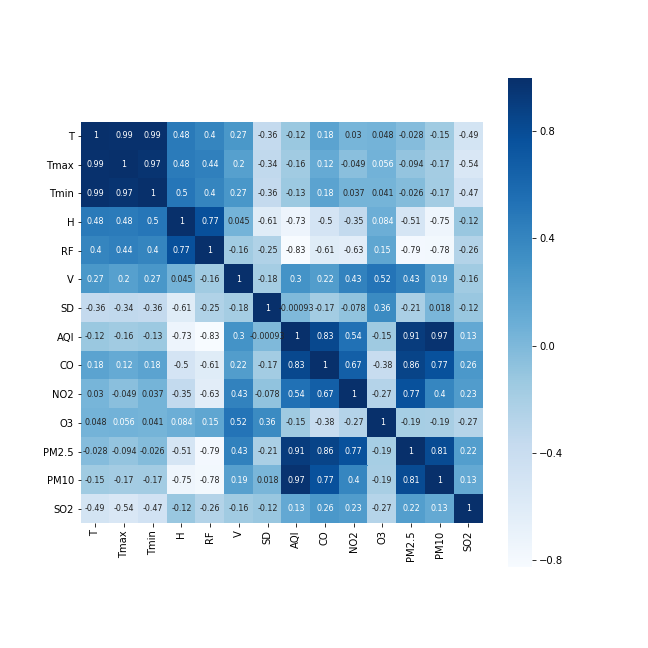 T 1 0.99 0.99 0.48 0.4 0.27 -0.36 -0.12 0.18 0.03 0.048 -0.028 -0.15 -0.49
Tmax 0.99 1 0.97 0.48 0.44 0.2 -0.34 -0.16 0.12 -0.049 0.056 -0.094 -0.17 -0.54
Tmin 0.99 0.97 1 0.5 0.4 0.27 -0.36 -0.13 0.18 0.037 0.041 -0.026 -0.17 -0.47
H 0.48 0.48 0.5 1 0.77 0.045 -0.61 -0.73 -0.5 -0.35 0.084 -0.51 -0.75 -0.12
RF 0.4 0.44 0.4 0.77 1 -0.16 -0.25 -0.83 -0.61 -0.63 0.15 -0.79 -0.78 -0.26
V 0.27 0.2 0.27 0.045 -0.16 1 -0.18 0.3 0.22 0.43 0.52 0.43 0.19 -0.16
SD -0.36 -0.34 -0.36 -0.61 -0.25 -0.18 1 0.00093 -0.17 -0.078 0.36 -0.21 0.018 -0.12
AQI -0.12 -0.16 -0.13 -0.73 -0.83 0.3 -0.0009 1 0.83 0.54 -0.15 0.91 0.97 0.13
CO 0.18 0.12 0.18 -0.5 -0.61 0.22 -0.17 0.83 1 0.67 -0.38 0.86 0.77 0.26
NO2 0.03 -0.049 0.037 -0.35 -0.63 0.43 -0.078 0.54 0.67 1 -0.27 0.77 0.4 0.23
O3 0.048 0.056 0.041 0.084 0.15 0.52 0.36 -0.15 -0.38 -0.27 1 -0.19 -0.19 -0.27
PM2.5 -0.028 -0.094 -0.026 -0.51 -0.79 0.43 -0.21 0.91 0.86 0.77 -0.19 1 0.81 0.22
PM10 -0.15 -0.17 -0.17 -0.75 -0.78 0.19 0.018 0.97 0.77 0.4 -0.19 0.81 1 0.13
SO2 -0.49 -0.54 -0.47 -0.12 -0.26 -0.16 -0.12 0.13 0.26 0.23 -0.27 0.22 0.13 1
T Tmax Tmin H RF V SD AQI CO NO2 O3 PM2.5 PM10 SO2
0.8
0.4
0.0
−0.4
−0.8